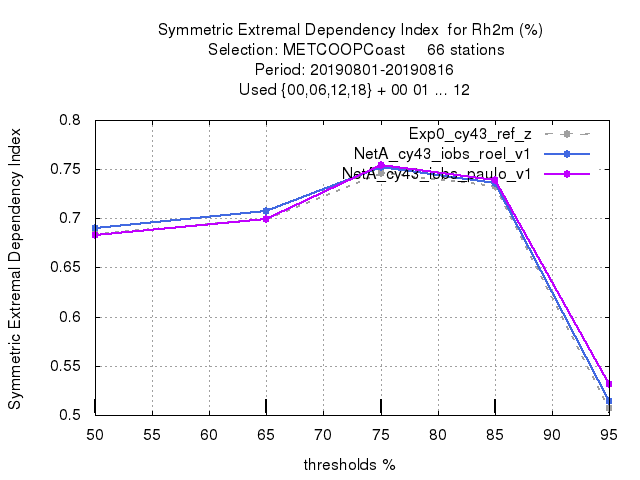 Symmetric Extremal Dependency Index for Rh2m (%)
Selection: METCOOPCoast 66 stations
Period: 20190801-20190816
Used {00,06,12,18} + 00 01 ... 12
Exp0_cy43_ref_z
NetA_cy43_iobs_roel_v1
NetA_cy43_iobs_paulo_v1
Symmetric Extremal Dependency Index
0.8
0.75
0.7
0.65
0.6
0.55
0.5
50 55 60 65 70 75 80 85 90 95
thresholds %